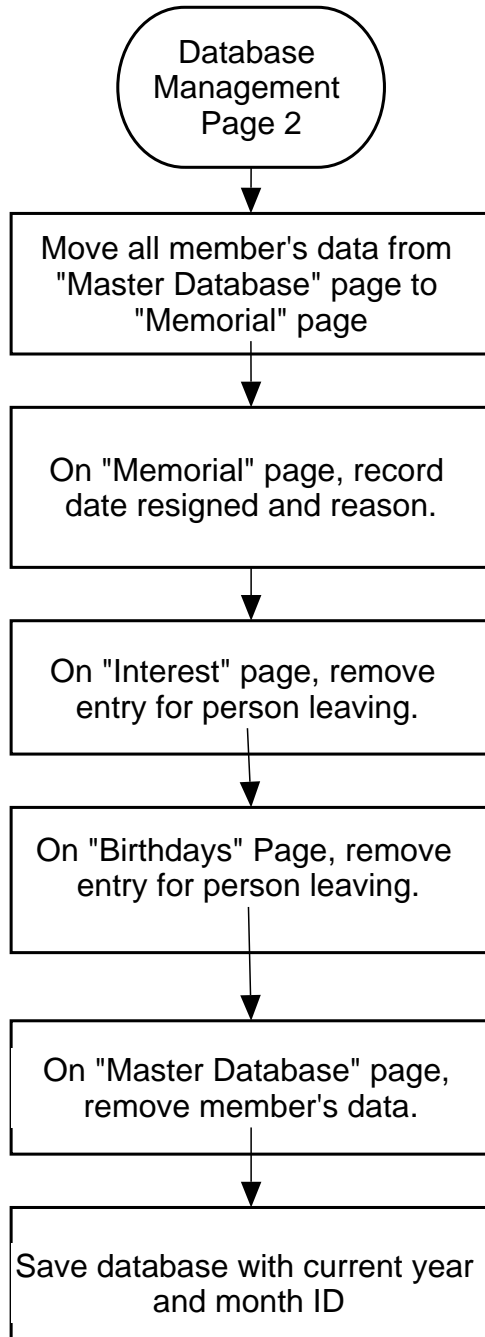 Database
Management
Page 2
Move all member's data from
"Master Database" page to
"Memorial" page
On "Memorial" page, record
date resigned and reason.
On "Interest" page, remove
entry for person leaving.
On "Birthdays" Page, remove
entry for person leaving.
On "Master Database" page,
remove member's data.
Save database with current year
and month ID